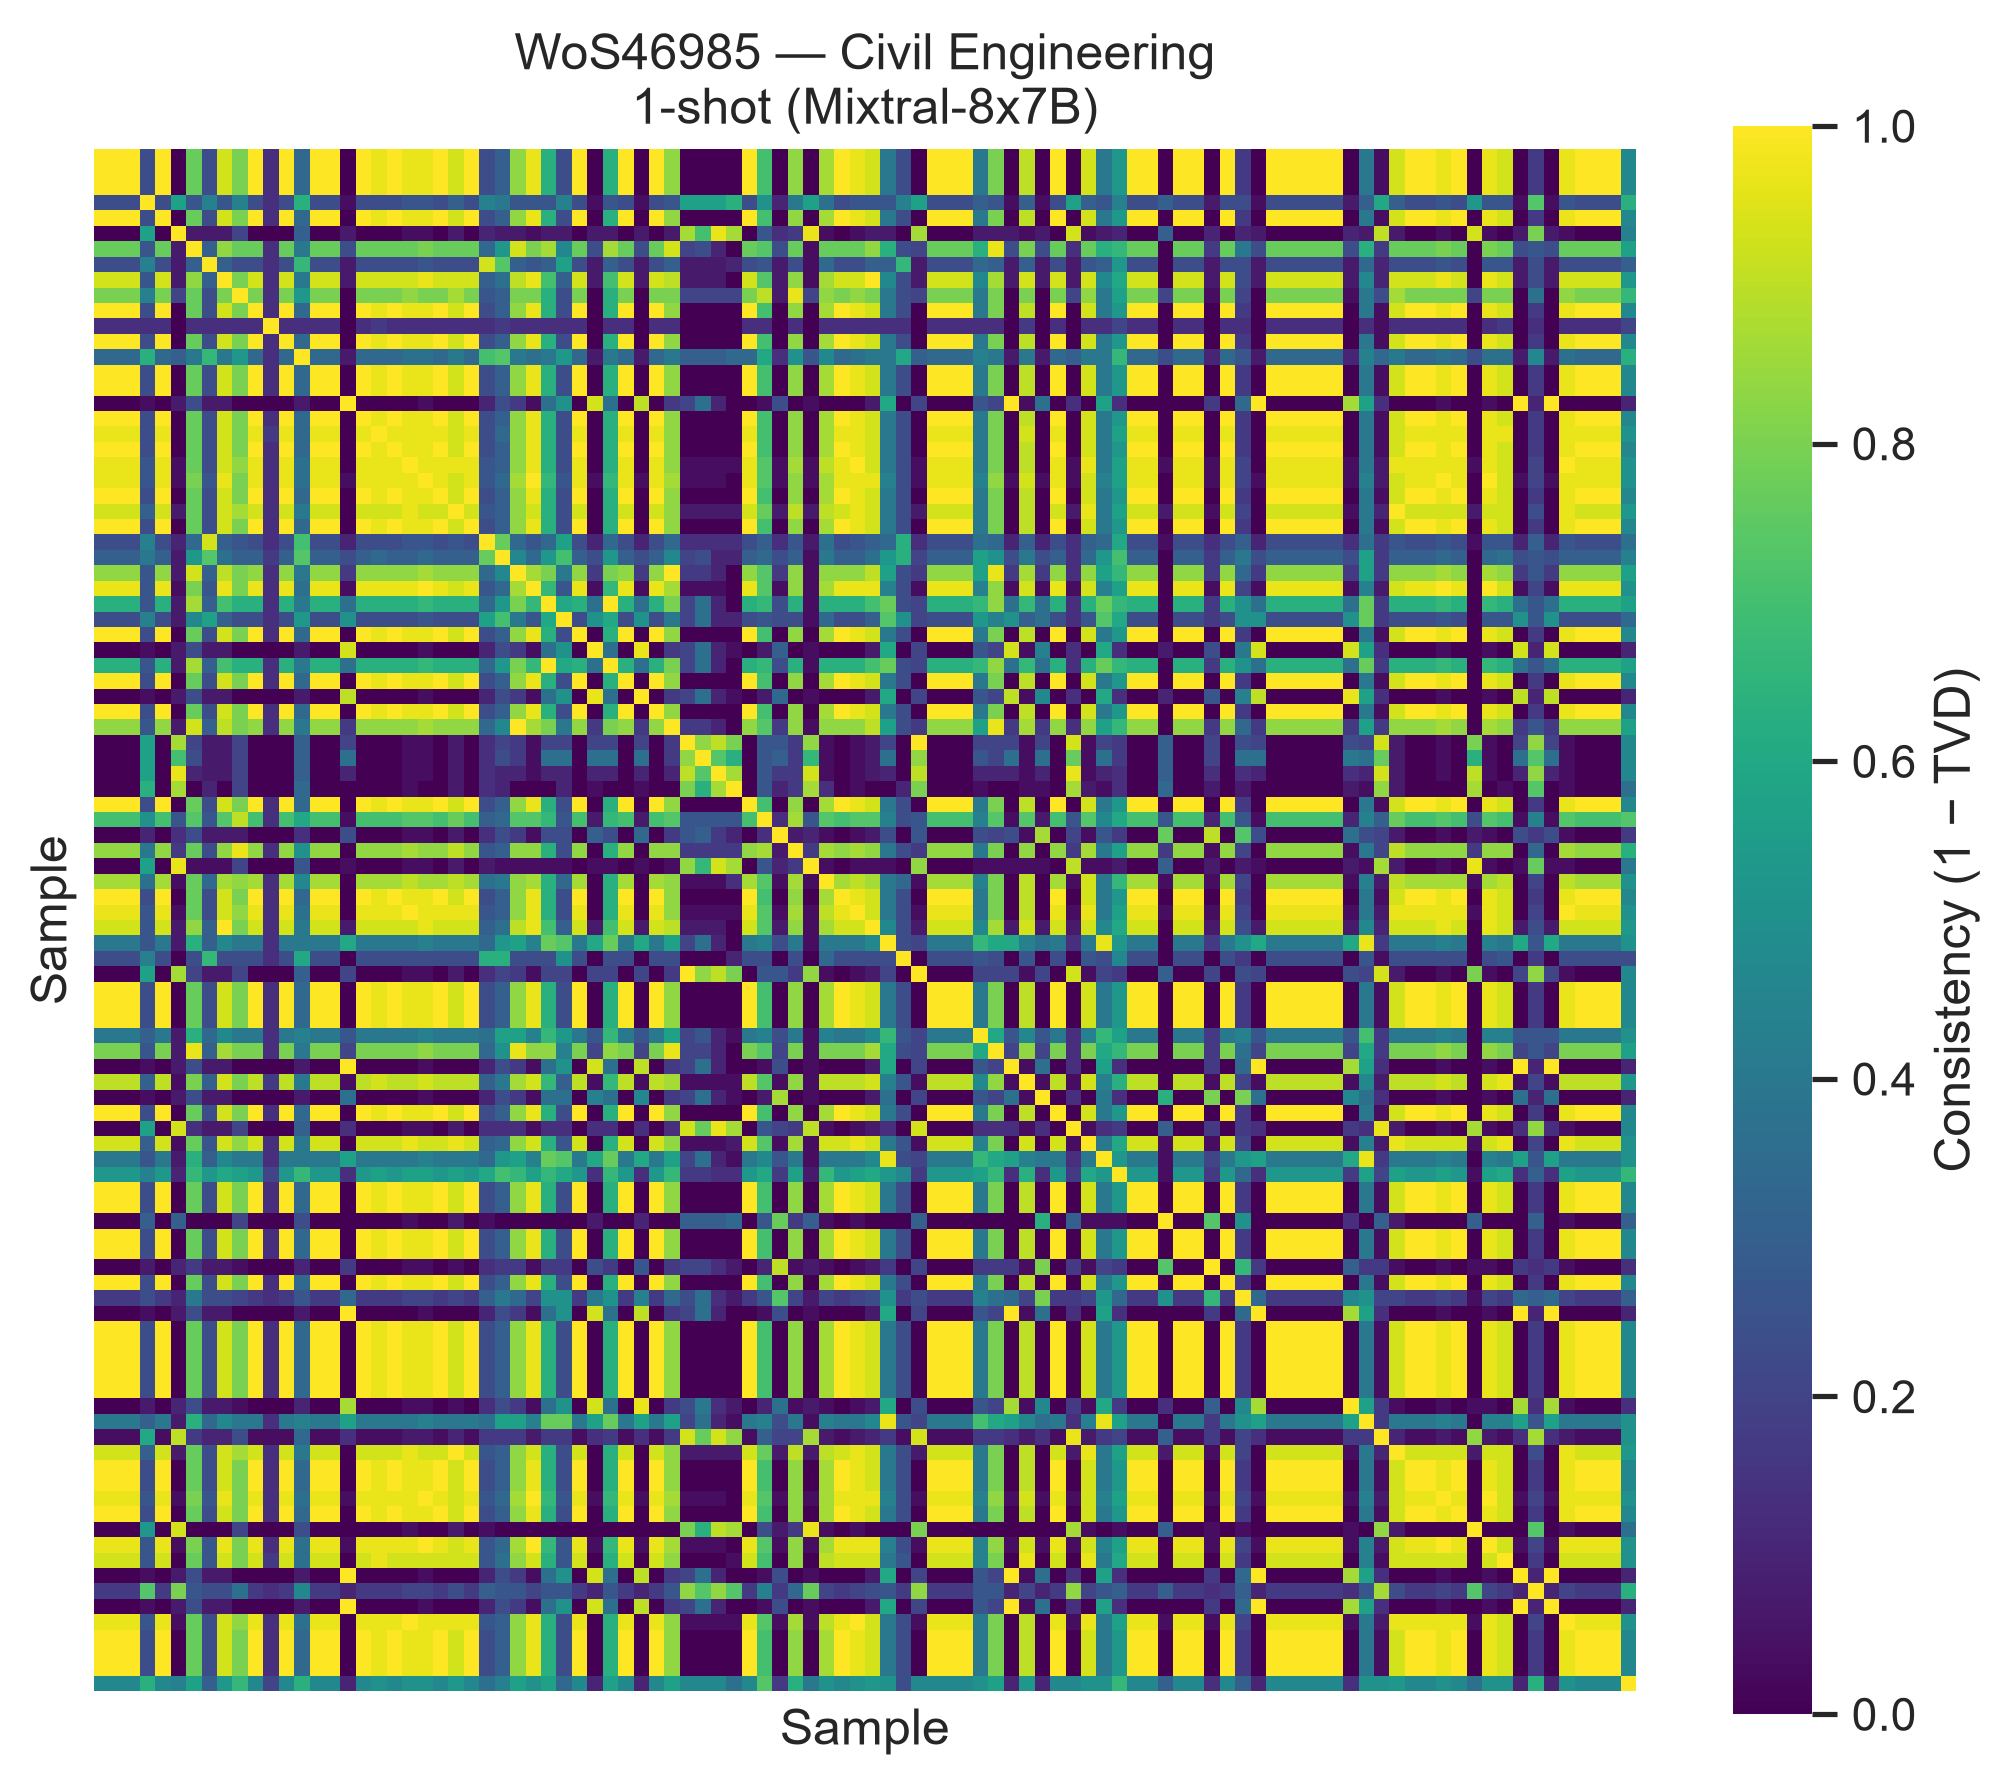 WoS46985 — Civil Engineering
1-shot (Mixtral-8x7B)
Sample
Sample
1.0
0.8
0.6
0.4
0.2
0.0
Consistency (1 − TVD)